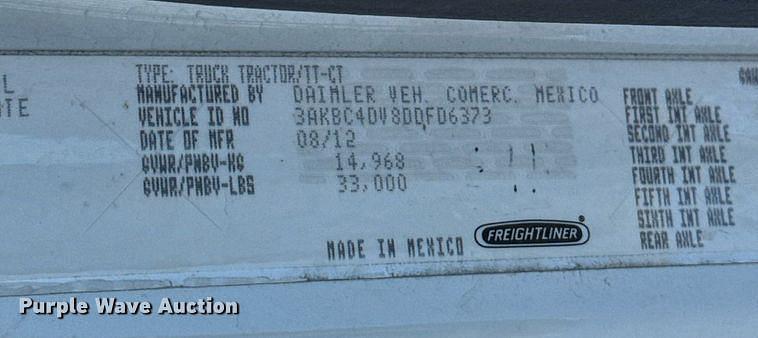 L
TYPE: TRUCK TRACTOR/TT-CT
MANUFACTURED BY DAIMLER VEH. COMERC. MEXICO
VEHICLE ID NO 3AKBC4DV8DDFD6373
DATE OF MFR 08/12
GVWR/PNBV-KG 14,968
GVWR/PNBV-LBS 33,000
MADE IN MEXICO FREIGHTLINER®
FRONT AXLE
FIRST INT AXLE
SECOND INT AXLE
THIRD INT AXLE
FOURTH INT AXLE
FIFTH INT AXLE
SIXTH INT AXLE
REAR AXLE
Purple Wave Auction